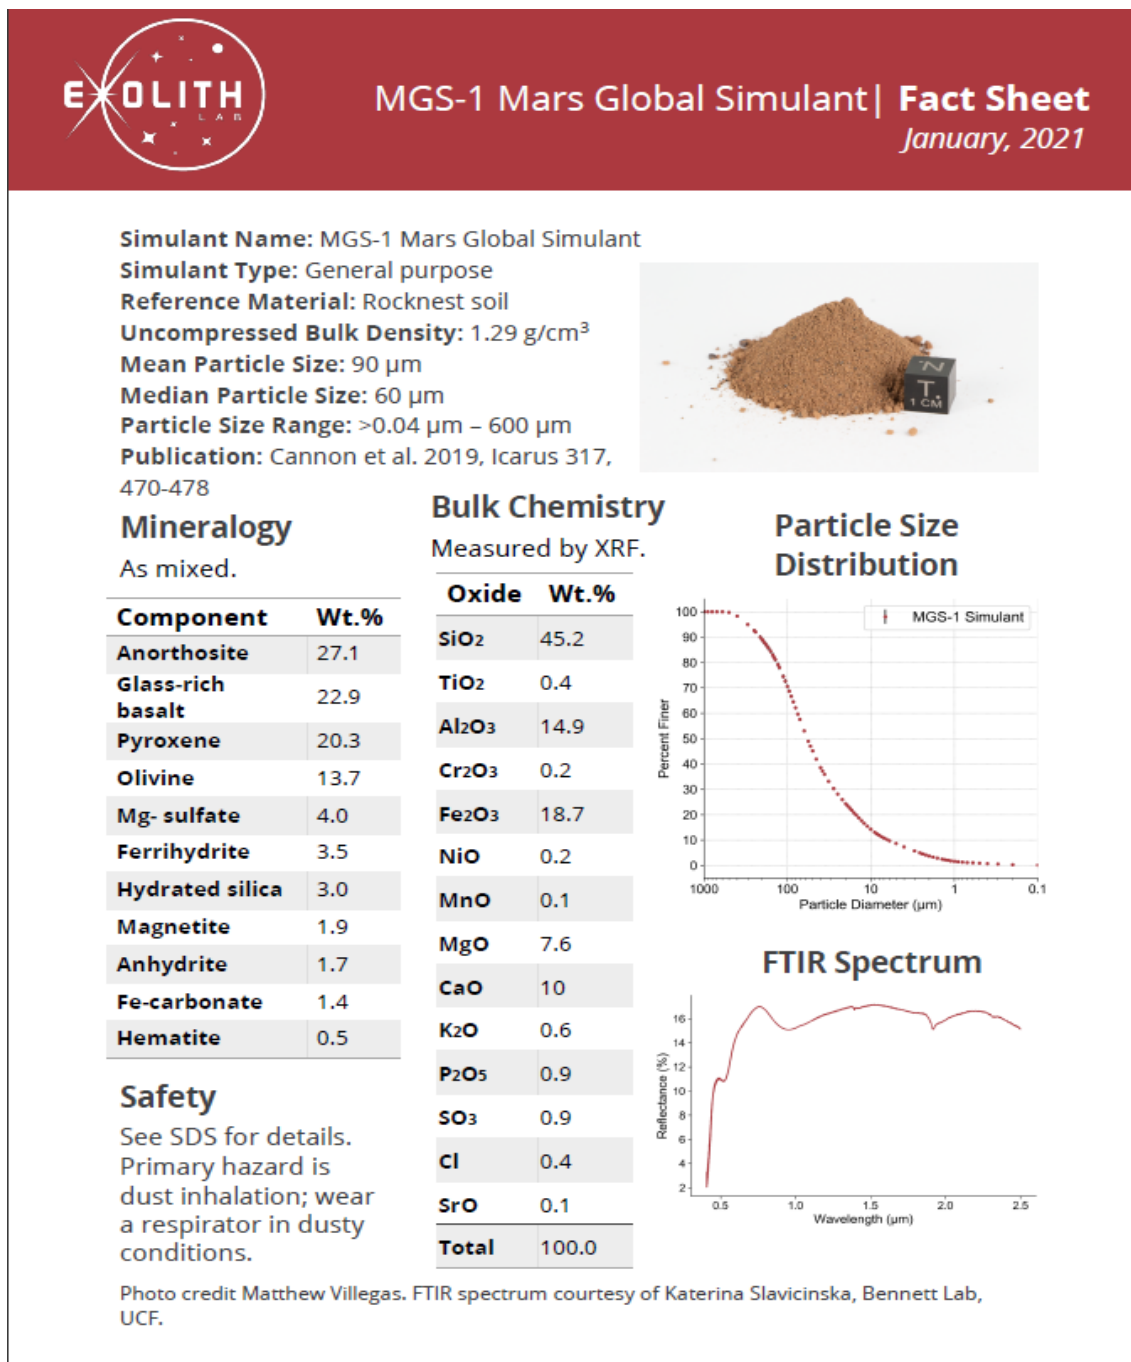 EXOLITH
LAB
MGS-1 Mars Global Simulant| Fact Sheet
January, 2021
Simulant Name: MGS-1 Mars Global Simulant
Simulant Type: General purpose
Reference Material: Rocknest soil
Uncompressed Bulk Density: 1.29 g/cm³
Mean Particle Size: 90 µm
Median Particle Size: 60 µm
Particle Size Range: >0.04 µm – 600 µm
Publication: Cannon et al. 2019, Icarus 317,
470-478
N
T.
1 CM
Mineralogy
As mixed.
Component Wt.%
Anorthosite 27.1
Glass-rich
basalt 22.9
Pyroxene 20.3
Olivine 13.7
Mg- sulfate 4.0
Ferrihydrite 3.5
Hydrated silica 3.0
Magnetite 1.9
Anhydrite 1.7
Fe-carbonate 1.4
Hematite 0.5
Safety
See SDS for details.
Primary hazard is
dust inhalation; wear
a respirator in dusty
conditions.
Bulk Chemistry
Measured by XRF.
Oxide Wt.%
SiO2 45.2
TiO2 0.4
Al2O3 14.9
Cr2O3 0.2
Fe2O3 18.7
NiO 0.2
MnO 0.1
MgO 7.6
CaO 10
K2O 0.6
P2O5 0.9
SO3 0.9
Cl 0.4
SrO 0.1
Total 100.0
Particle Size
Distribution
MGS-1 Simulant
Percent Finer
100
90
80
70
60
50
40
30
20
10
0
1000 100 10 1 0.1
Particle Diameter (µm)
FTIR Spectrum
Reflectance (%)
16
14
12
10
8
6
4
2
0.5 1.0 1.5 2.0 2.5
Wavelength (µm)
Photo credit Matthew Villegas. FTIR spectrum courtesy of Katerina Slavicinska, Bennett Lab,
UCF.